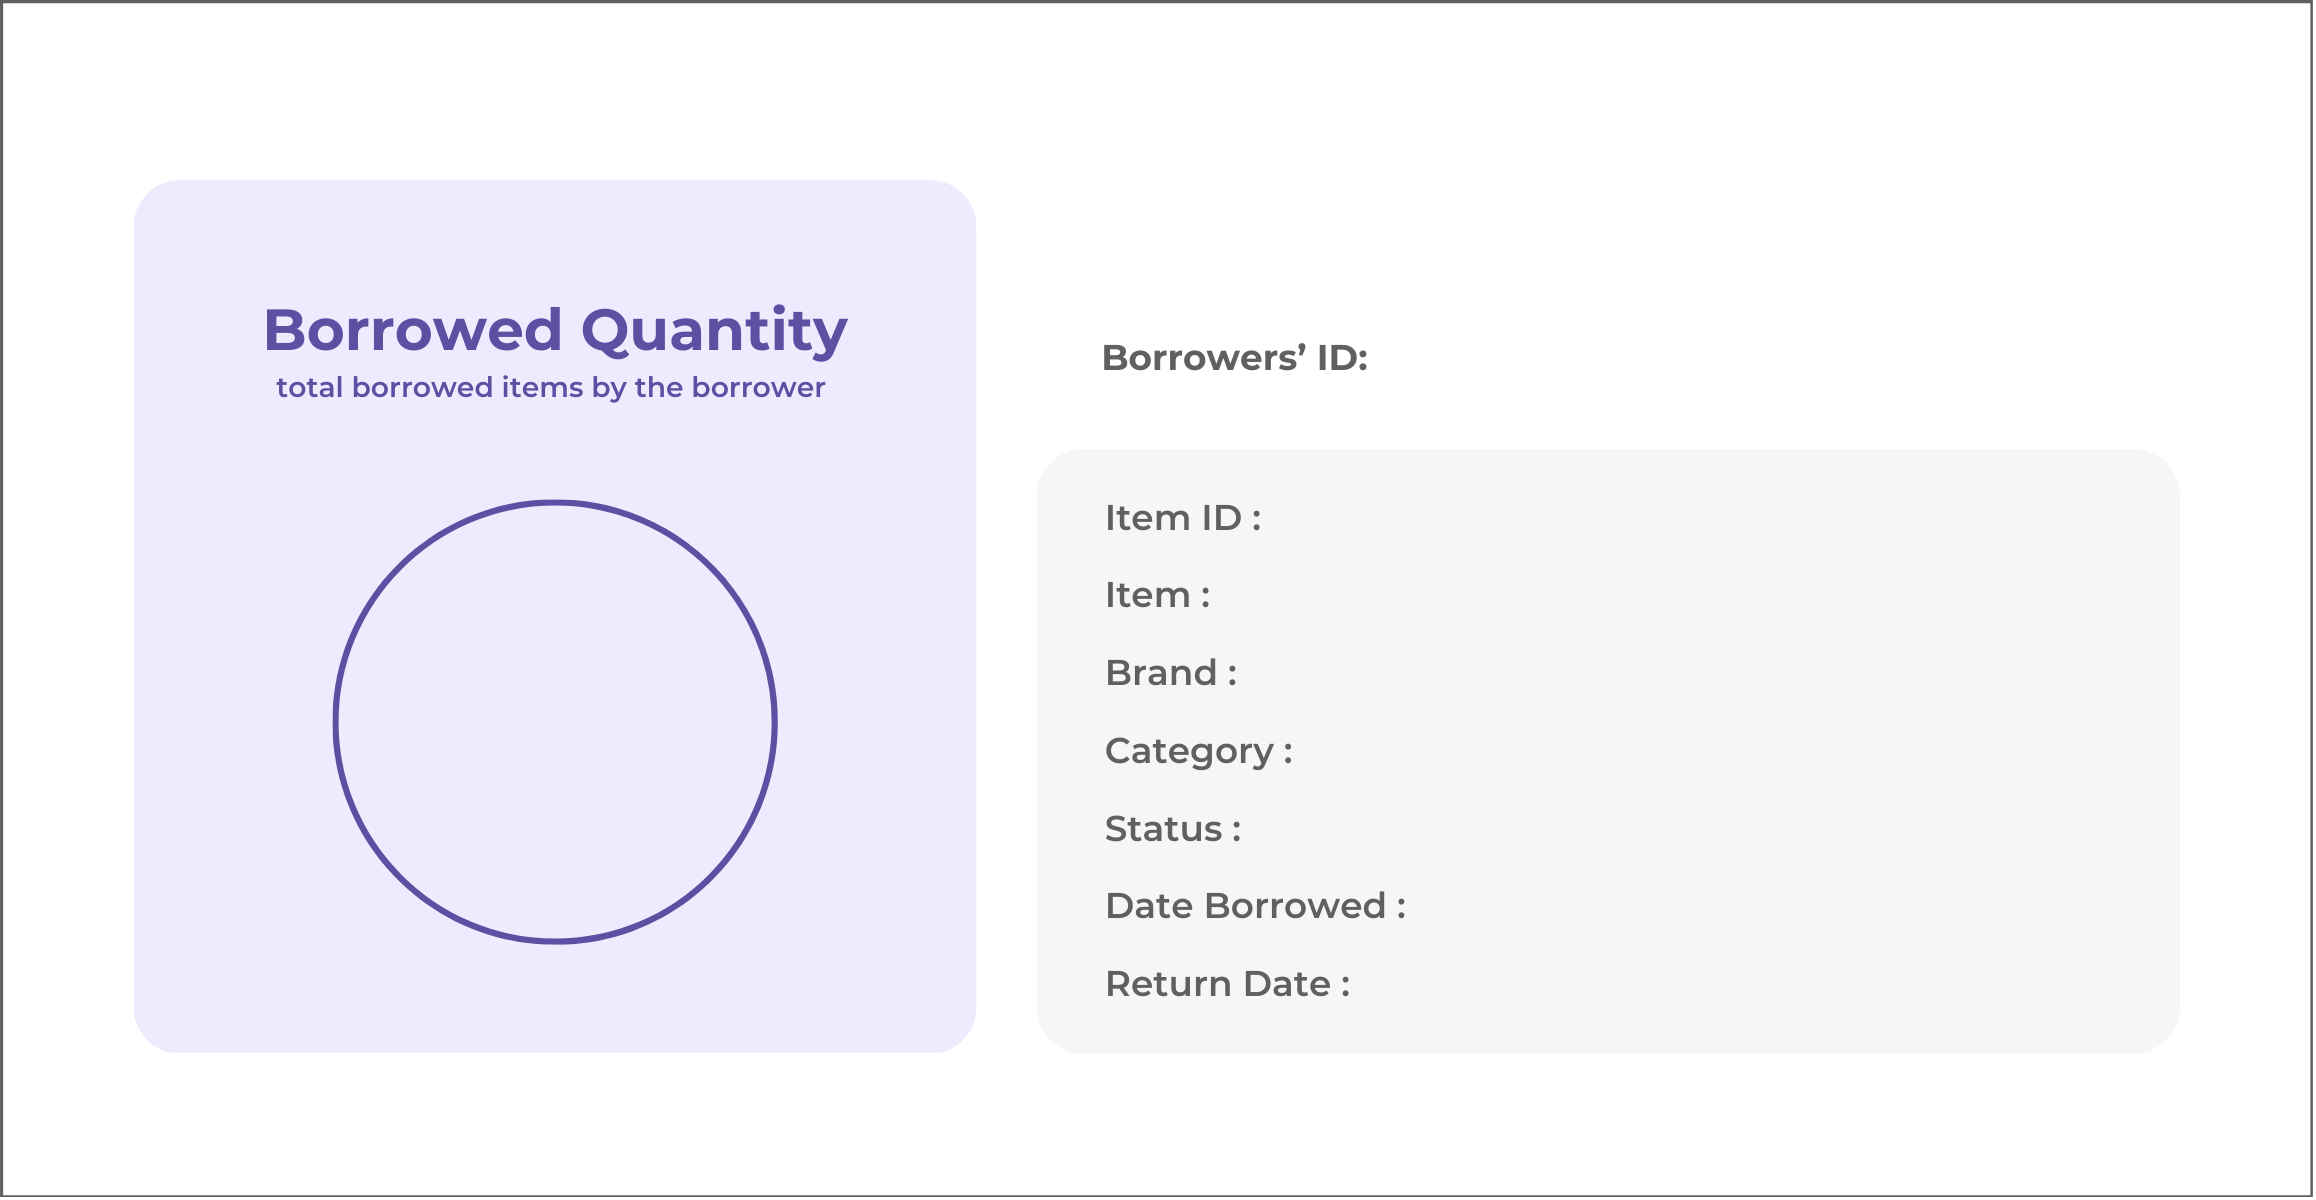 Borrowed Quantity
total borrowed items by the borrower
Borrowers’ ID:
Item ID :
Item :
Brand :
Category :
Status :
Date Borrowed :
Return Date :